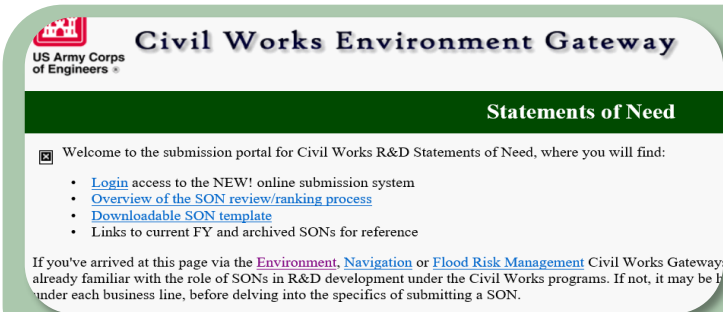 US Army Corps
of Engineers ®
Civil Works Environment Gateway
Statements of Need
Welcome to the submission portal for Civil Works R&D Statements of Need, where you will find:
• Login access to the NEW! online submission system
• Overview of the SON review/ranking process
• Downloadable SON template
• Links to current FY and archived SONs for reference
If you've arrived at this page via the Environment, Navigation or Flood Risk Management Civil Works Gateway
already familiar with the role of SONs in R&D development under the Civil Works programs. If not, it may be
under each business line, before delving into the specifics of submitting a SON.